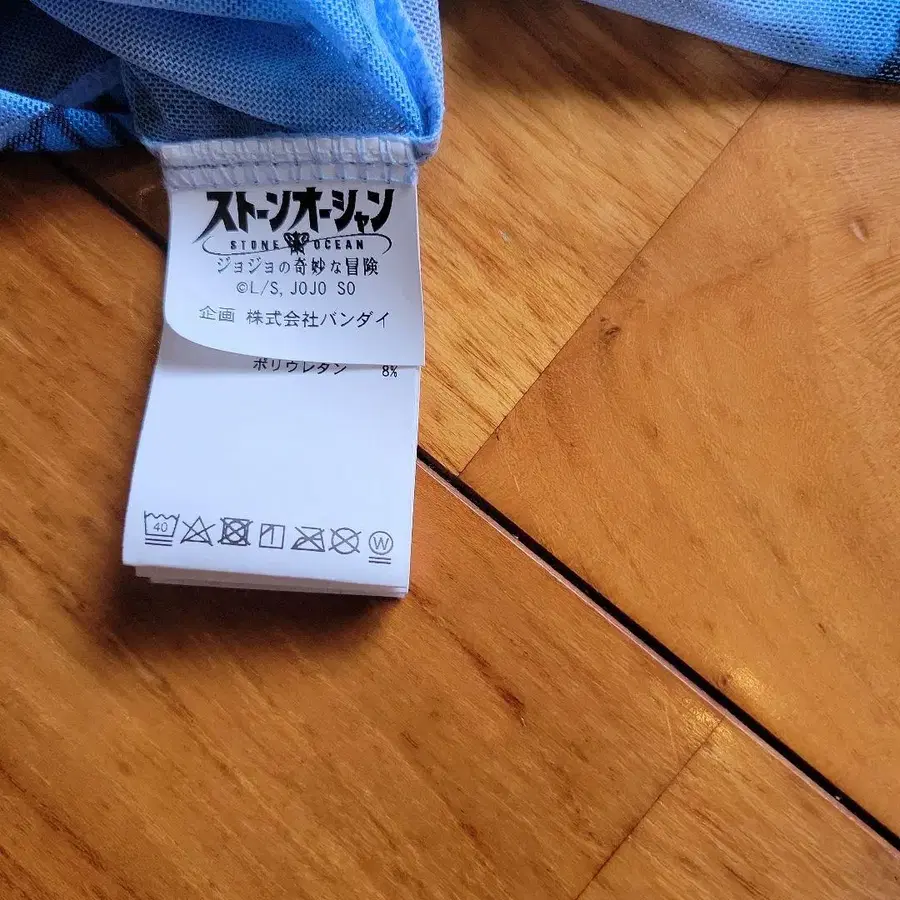 ストーンオーシャン
STONE OCEAN
ジョジョの奇妙な冒険
©L/S, JOJO SO
企画 株式会社バンダイ
ポリウレタン 8%
40
W